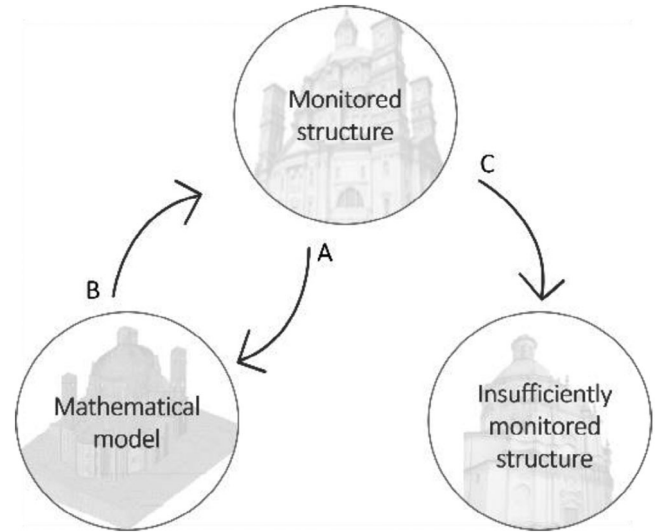 Monitored
structure
C
A
B
Mathematical
model
Insufficiently
monitored
structure